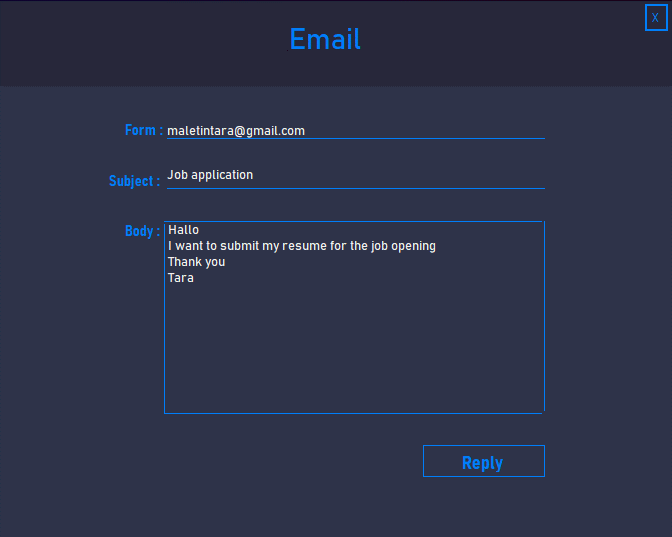 Email
X
Form : maletintara@gmail.com
Subject : Job application
Body : Hallo
I want to submit my resume for the job opening
Thank you
Tara
Reply